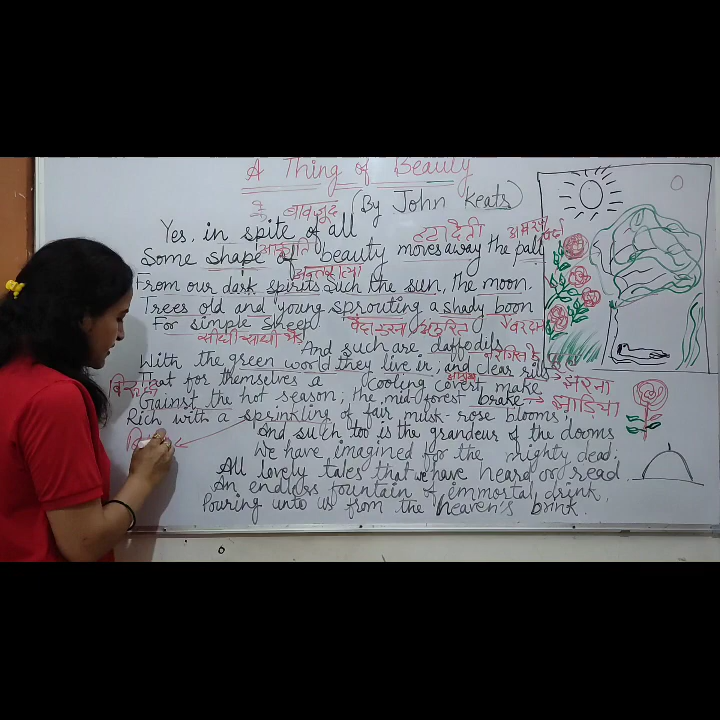 A Thing of Beauty
बावजूद (By John Keats)
Yes, in spite of all हटा देती
Some shape of beauty moves away the pall
From our dark spirits Such the sun, the moon.
Trees old and young sprouting a shady boon
For simple sheep अंकुरित वरदान
सीधी साधी भेड़ And such are daffodils
With the green world they live in; and clear rills झरना
That for themselves a cooling covert make
Gainst the hot season; the mid forest brake झाड़िया
Rich with a sprinkling of fair musk-rose blooms;
And such too is the grandeur of the dooms
We have imagined for the mighty dead;
All lovely tales that we have heard or read
An endless fountain of immortal drink,
Pouring unto us from the heaven's brink.